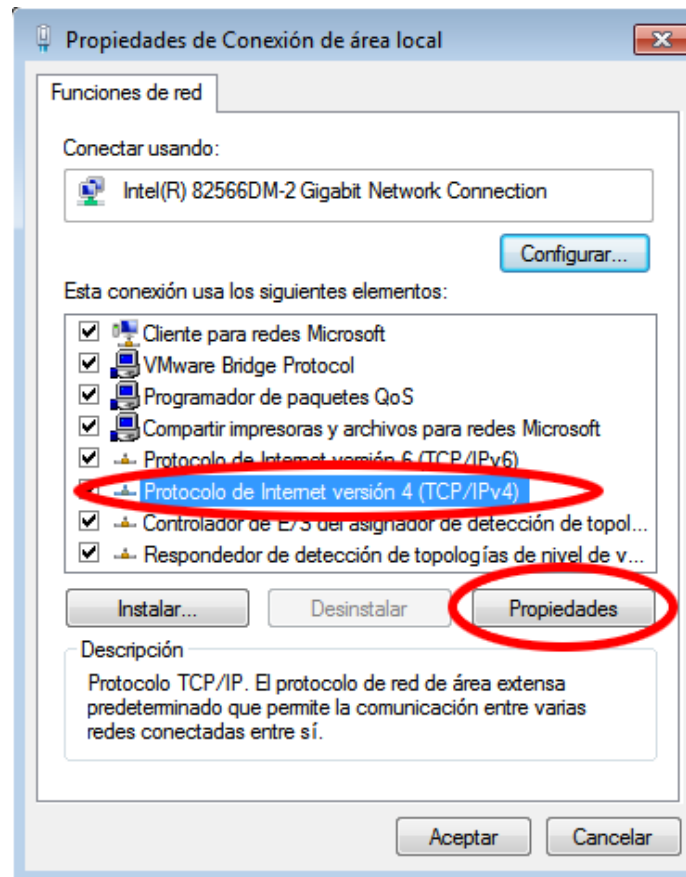 Propiedades de Conexión de área local
Funciones de red
Conectar usando:
Intel(R) 82566DM-2 Gigabit Network Connection
Configurar...
Esta conexión usa los siguientes elementos:
Cliente para redes Microsoft
VMware Bridge Protocol
Programador de paquetes QoS
Compartir impresoras y archivos para redes Microsoft
Protocolo de Internet versión 6 (TCP/IPv6)
Protocolo de Internet versión 4 (TCP/IPv4)
Controlador de E/S del asignador de detección de topol...
Respondedor de detección de topologías de nivel de v...
Instalar...
Desinstalar
Propiedades
Descripción
Protocolo TCP/IP. El protocolo de red de área extensa
predeterminado que permite la comunicación entre varias
redes conectadas entre sí.
Aceptar
Cancelar